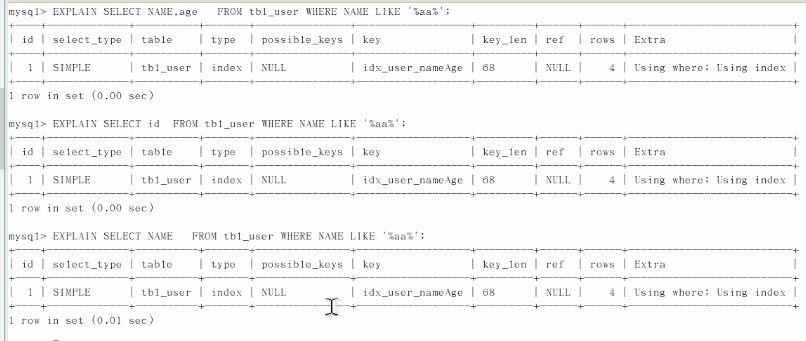 mysql> EXPLAIN SELECT NAME,age   FROM tbl_user WHERE NAME LIKE '%aa%';
| id | select_type | table | type | possible_keys | key | key_len | ref | rows | Extra |
| 1 | SIMPLE | tbl_user | index | NULL | idx_user_nameAge | 68 | NULL | 4 | Using where; Using index |
1 row in set (0.00 sec)
mysql> EXPLAIN SELECT id  FROM tbl_user WHERE NAME LIKE '%aa%';
| id | select_type | table | type | possible_keys | key | key_len | ref | rows | Extra |
| 1 | SIMPLE | tbl_user | index | NULL | idx_user_nameAge | 68 | NULL | 4 | Using where; Using index |
1 row in set (0.00 sec)
mysql> EXPLAIN SELECT NAME   FROM tbl_user WHERE NAME LIKE '%aa%';
| id | select_type | table | type | possible_keys | key | key_len | ref | rows | Extra |
| 1 | SIMPLE | tbl_user | index | NULL | idx_user_nameAge | 68 | NULL | 4 | Using where; Using index |
1 row in set (0.01 sec)